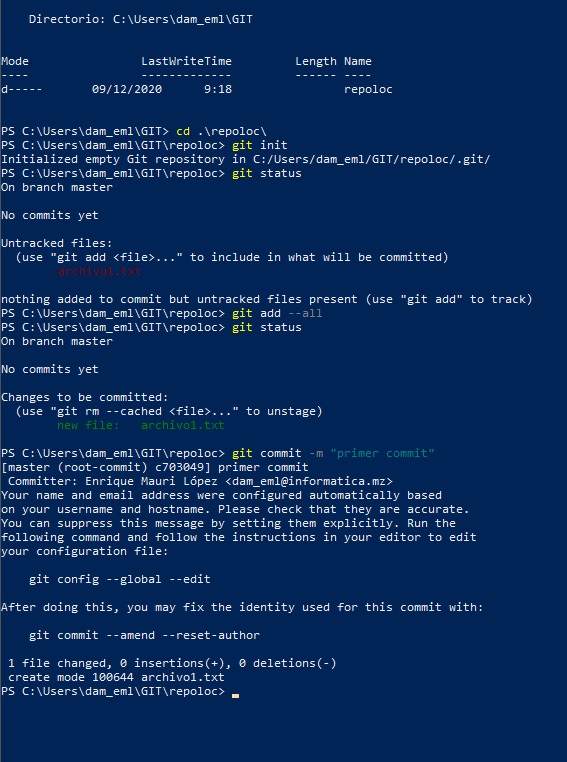 Directorio: C:\Users\dam_eml\GIT
Mode LastWriteTime Length Name
---- ------------- ------ ----
d----- 09/12/2020 9:18 repoloc
PS C:\Users\dam_eml\GIT> cd .\repoloc\
PS C:\Users\dam_eml\GIT\repoloc> git init
Initialized empty Git repository in C:/Users/dam_eml/GIT/repoloc/.git/
PS C:\Users\dam_eml\GIT\repoloc> git status
On branch master
No commits yet
Untracked files:
(use "git add <file>..." to include in what will be committed)
archivo1.txt
nothing added to commit but untracked files present (use "git add" to track)
PS C:\Users\dam_eml\GIT\repoloc> git add --all
PS C:\Users\dam_eml\GIT\repoloc> git status
On branch master
No commits yet
Changes to be committed:
(use "git rm --cached <file>..." to unstage)
new file: archivo1.txt
PS C:\Users\dam_eml\GIT\repoloc> git commit -m "primer commit"
[master (root-commit) c703049] primer commit
Committer: Enrique Mauri López <dam_eml@informatica.mz>
Your name and email address were configured automatically based
on your username and hostname. Please check that they are accurate.
You can suppress this message by setting them explicitly. Run the
following command and follow the instructions in your editor to edit
your configuration file:
git config --global --edit
After doing this, you may fix the identity used for this commit with:
git commit --amend --reset-author
1 file changed, 0 insertions(+), 0 deletions(-)
create mode 100644 archivo1.txt
PS C:\Users\dam_eml\GIT\repoloc>